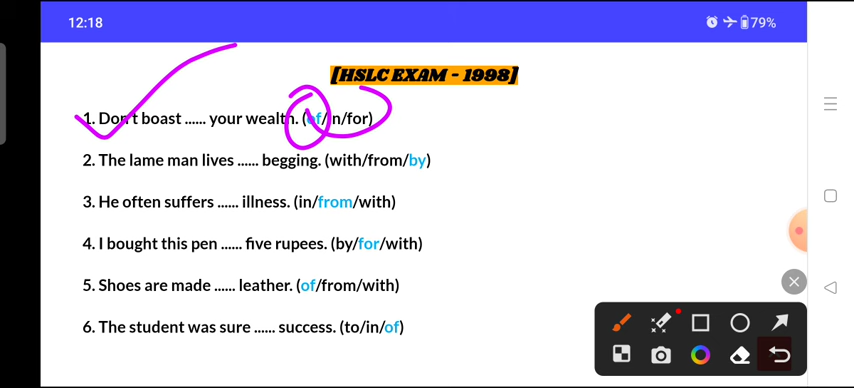 12:18
79%
[HSLC EXAM - 1998]
1. Don't boast ...... your wealth. (of/in/for)
2. The lame man lives ...... begging. (with/from/by)
3. He often suffers ...... illness. (in/from/with)
4. I bought this pen ...... five rupees. (by/for/with)
5. Shoes are made ...... leather. (of/from/with)
6. The student was sure ...... success. (to/in/of)